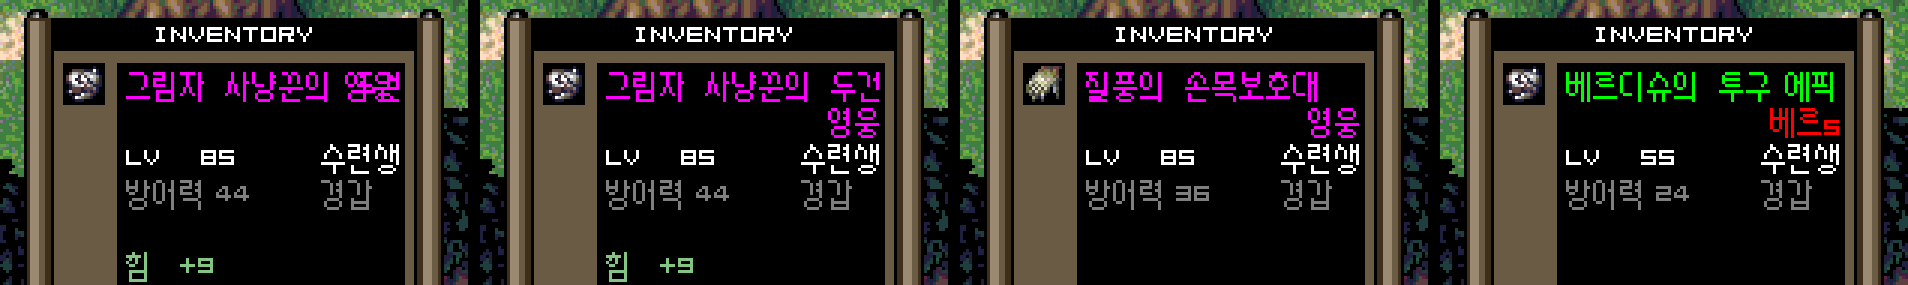 INVENTORY
그림자 사냥꾼의
LV 85 수련생
방어력 44 경갑
힘 +9
INVENTORY
그림자 사냥꾼의 두건
영웅
LV 85 수련생
방어력 44 경갑
힘 +9
INVENTORY
질풍의 손목보호대
영웅
LV 85 수련생
방어력 36 경갑
INVENTORY
베르디슈의 투구 에픽
베르s
LV 55 수련생
방어력 24 경갑